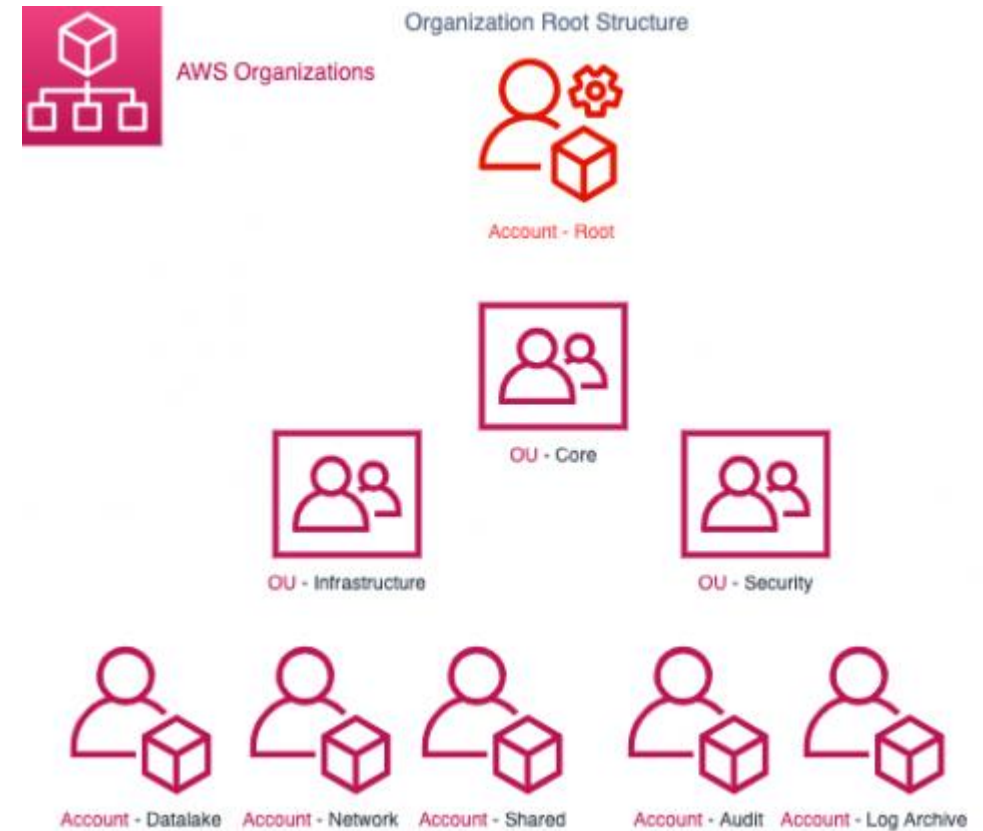 Organization Root Structure
AWS Organizations
Account - Root
OU - Core
OU - Infrastructure
OU - Security
Account - Datalake
Account - Network
Account - Shared
Account - Audit
Account - Log Archive